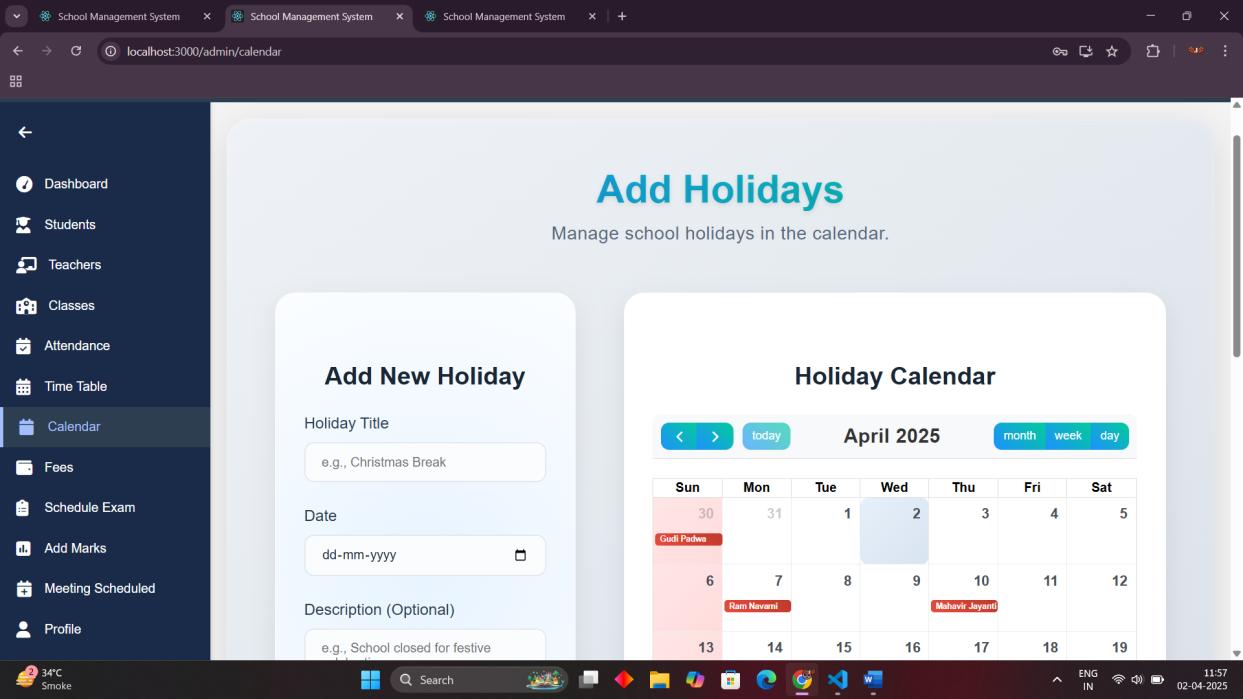 School Management System
School Management System
School Management System
localhost:3000/admin/calendar
Dashboard
Students
Teachers
Classes
Attendance
Time Table
Calendar
Fees
Schedule Exam
Add Marks
Meeting Scheduled
Profile
Add Holidays
Manage school holidays in the calendar.
Add New Holiday
Holiday Title
e.g., Christmas Break
Date
dd-mm-yyyy
Description (Optional)
e.g., School closed for festive
Holiday Calendar
today
April 2025
month week day
Sun Mon Tue Wed Thu Fri Sat
30 31 1 2 3 4 5
Gudi Padwa
6 7 8 9 10 11 12
Ram Navami Mahavir Jayanti
13 14 15 16 17 18 19
2
34°C
Smoke
Search
ENG
IN
11:57
02-04-2025